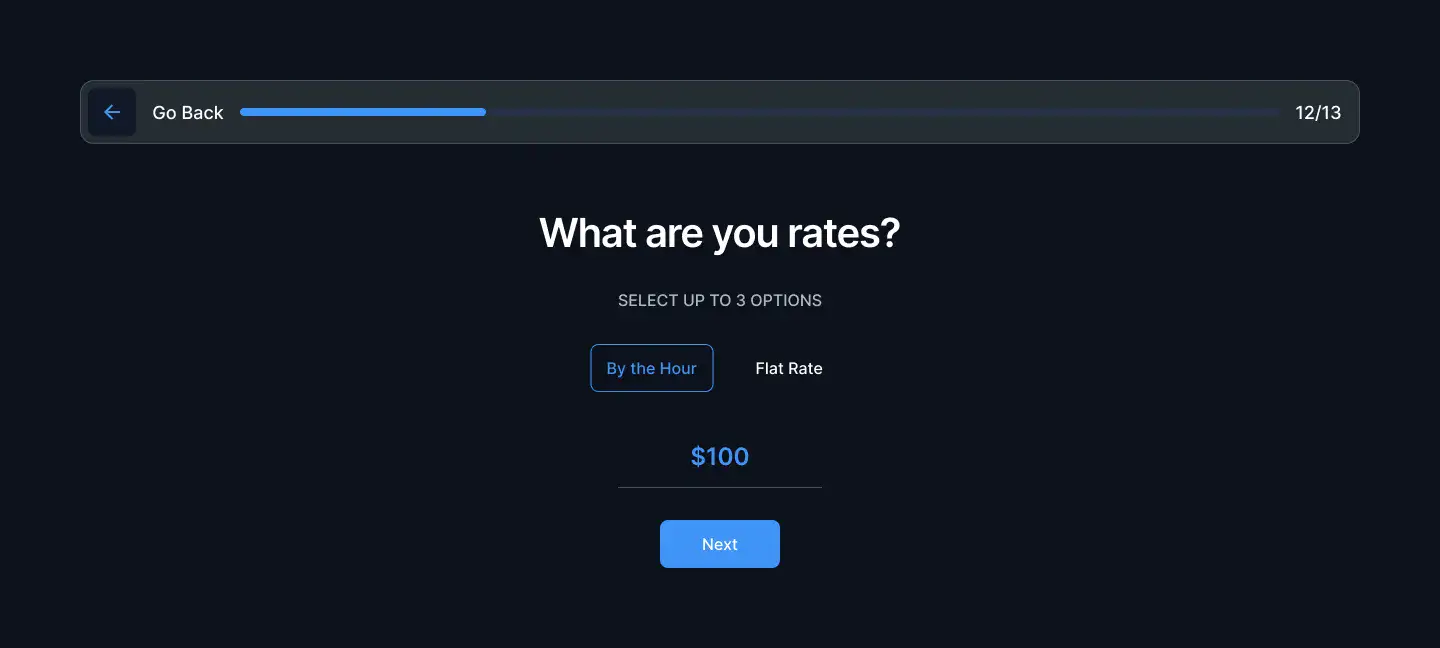 Go Back 12/13
What are you rates?
SELECT UP TO 3 OPTIONS
By the Hour Flat Rate
$100
Next